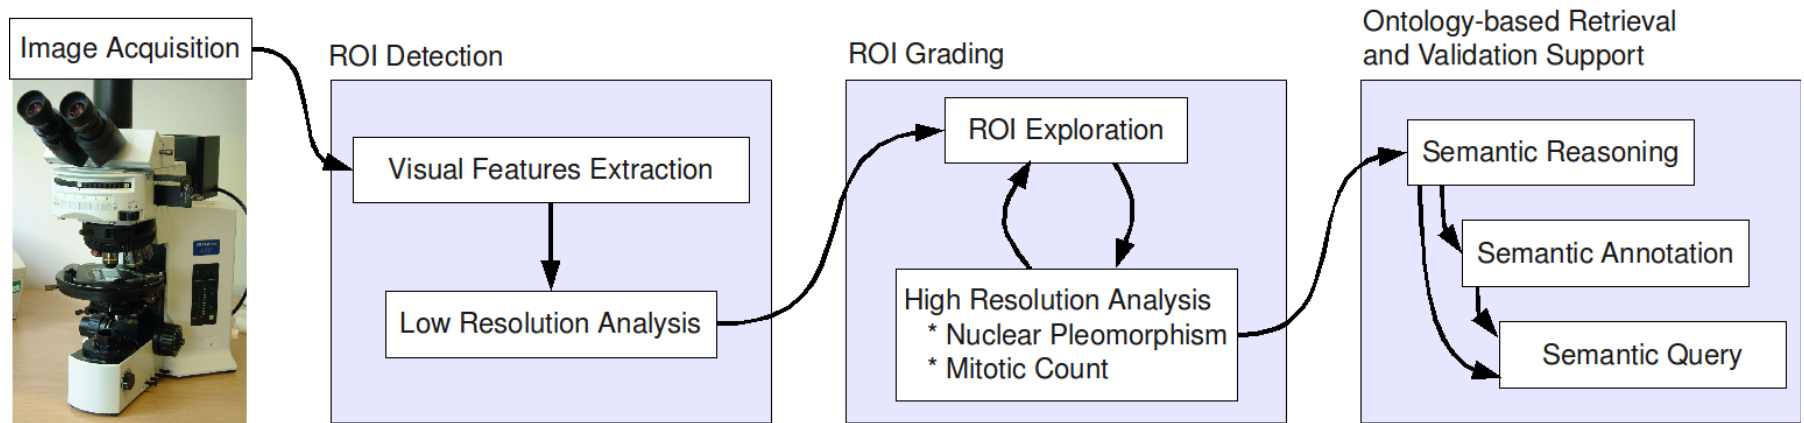 Image Acquisition
ROI Detection
Visual Features Extraction
Low Resolution Analysis
ROI Grading
ROI Exploration
High Resolution Analysis
* Nuclear Pleomorphism
* Mitotic Count
Ontology-based Retrieval
and Validation Support
Semantic Reasoning
Semantic Annotation
Semantic Query